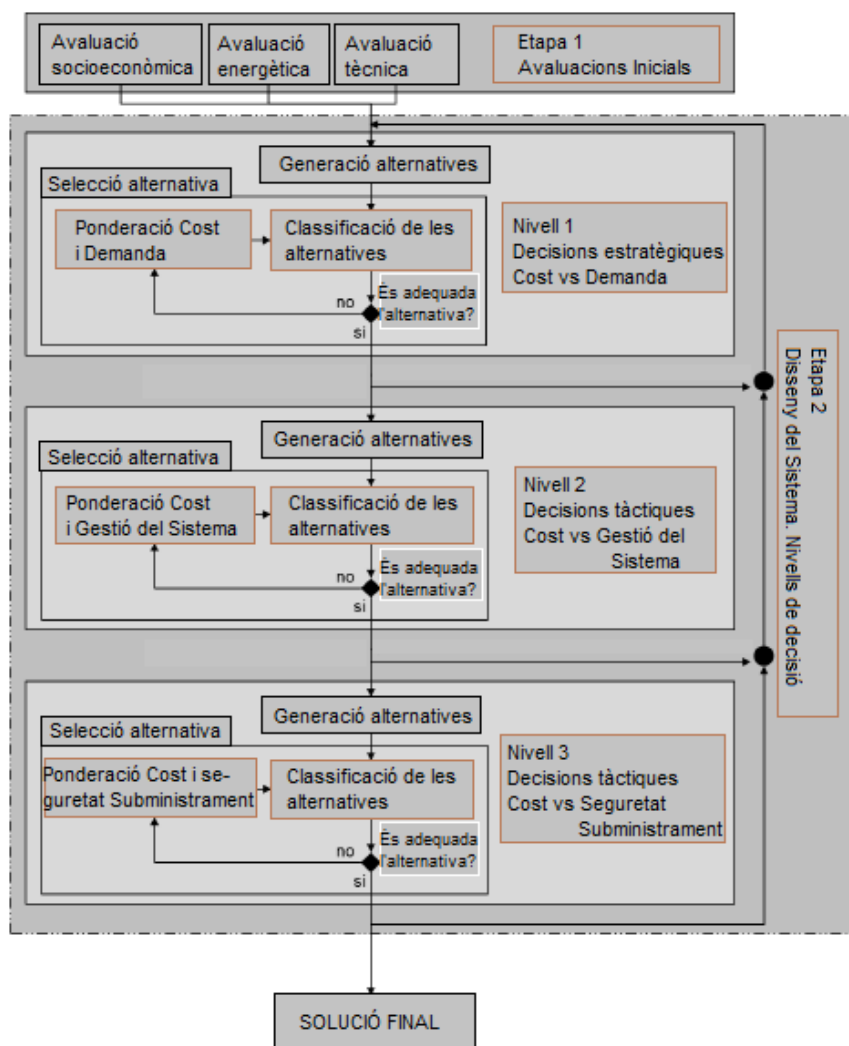 Avaluació
socioeconòmica
Avaluació
energètica
Avaluació
tècnica
Etapa 1
Avaluacions Inicials
Generació alternatives
Selecció alternativa
Ponderació Cost
i Demanda
Classificació de les
alternatives
És adequada
l'alternativa?
no
si
Nivell 1
Decisions estratègiques
Cost vs Demanda
Etapa 2
Disseny del Sistema. Nivells de decisió
Generació alternatives
Selecció alternativa
Ponderació Cost
i Gestió del Sistema
Classificació de les
alternatives
És adequada
l'alternativa?
no
si
Nivell 2
Decisions tàctiques
Cost vs Gestió del
Sistema
Generació alternatives
Selecció alternativa
Ponderació Cost i se-
guretat Subministrament
Classificació de les
alternatives
És adequada
l'alternativa?
no
si
Nivell 3
Decisions tàctiques
Cost vs Seguretat
Subministrament
SOLUCIÓ FINAL